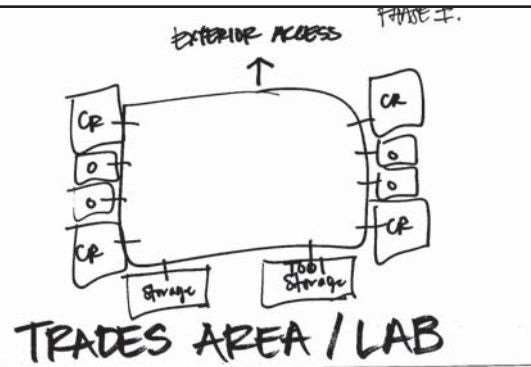 PHASE I.
EXTERIOR ACCESS
CR
CR
O
O
O
O
CR
CR
Storage
TOOL
Storage
TRADES AREA / LAB